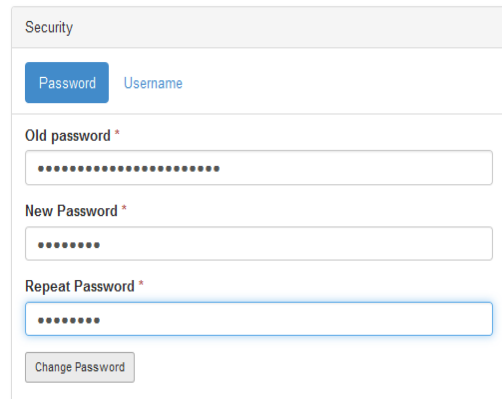 Security
Password Username
Old password *
•••••••••••••••••••••••
New Password *
••••••••
Repeat Password *
••••••••
Change Password